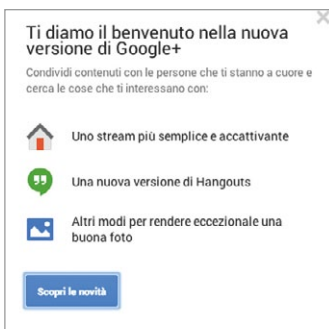 Ti diamo il benvenuto nella nuova
versione di Google+
Condividi contenuti con le persone che ti stanno a cuore e
cerca le cose che ti interessano con:
Uno stream più semplice e accattivante
Una nuova versione di Hangouts
Altri modi per rendere eccezionale una
buona foto
Scopri le novità